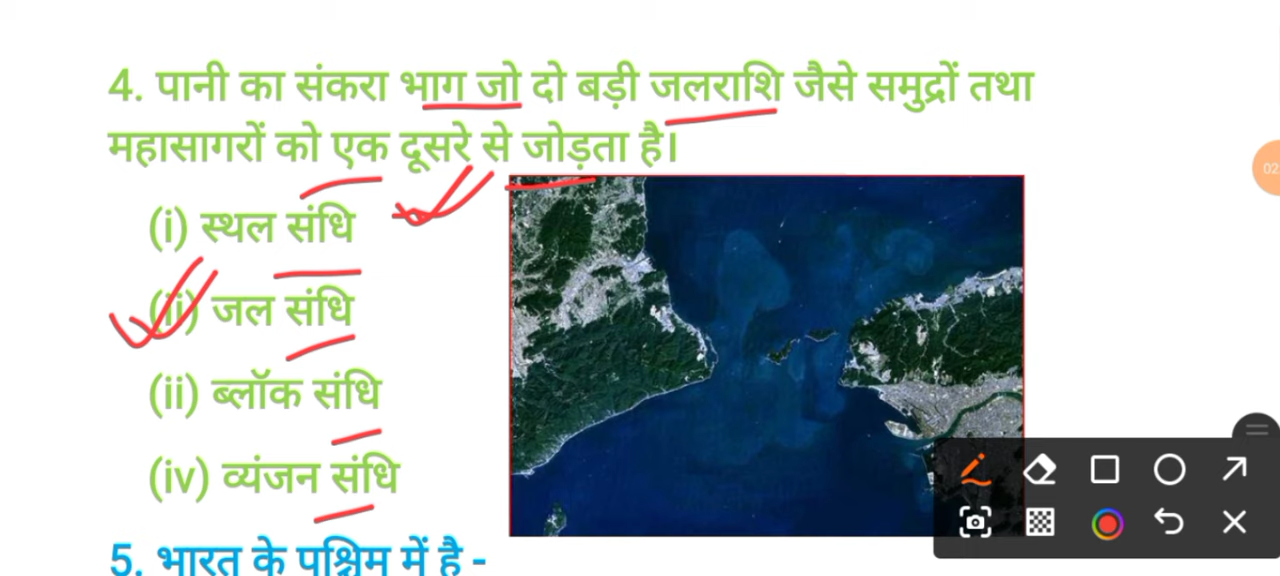 4. पानी का संकरा भाग जो दो बड़ी जलराशि जैसे समुद्रों तथा
महासागरों को एक दूसरे से जोड़ता है।
(i) स्थल संधि
(ii) जल संधि
(ii) ब्लॉक संधि
(iv) व्यंजन संधि
5. भारत के पश्चिम में है -
02